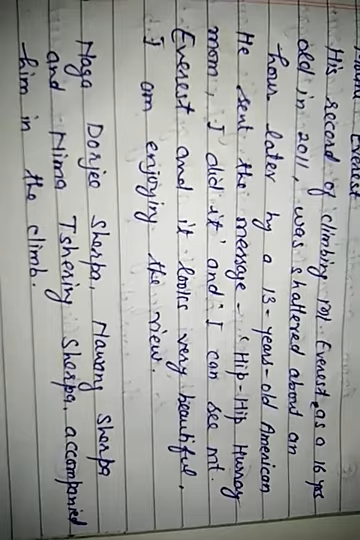 Everest
His record of climbing mt. Everest, as a 16 yrs
old in 2011, was shattered about an
hour later by a 13-years-old American
He sent the message - 'Hip-Hip Hurray
mom, I did it' and 'I can see mt.
Everest and it looks very beautiful,
I am enjoying the view.
Naga Dorjee Sherpa, Nawang Sherpa
and Nima Tshering Sherpa, accompanied
him in the climb.